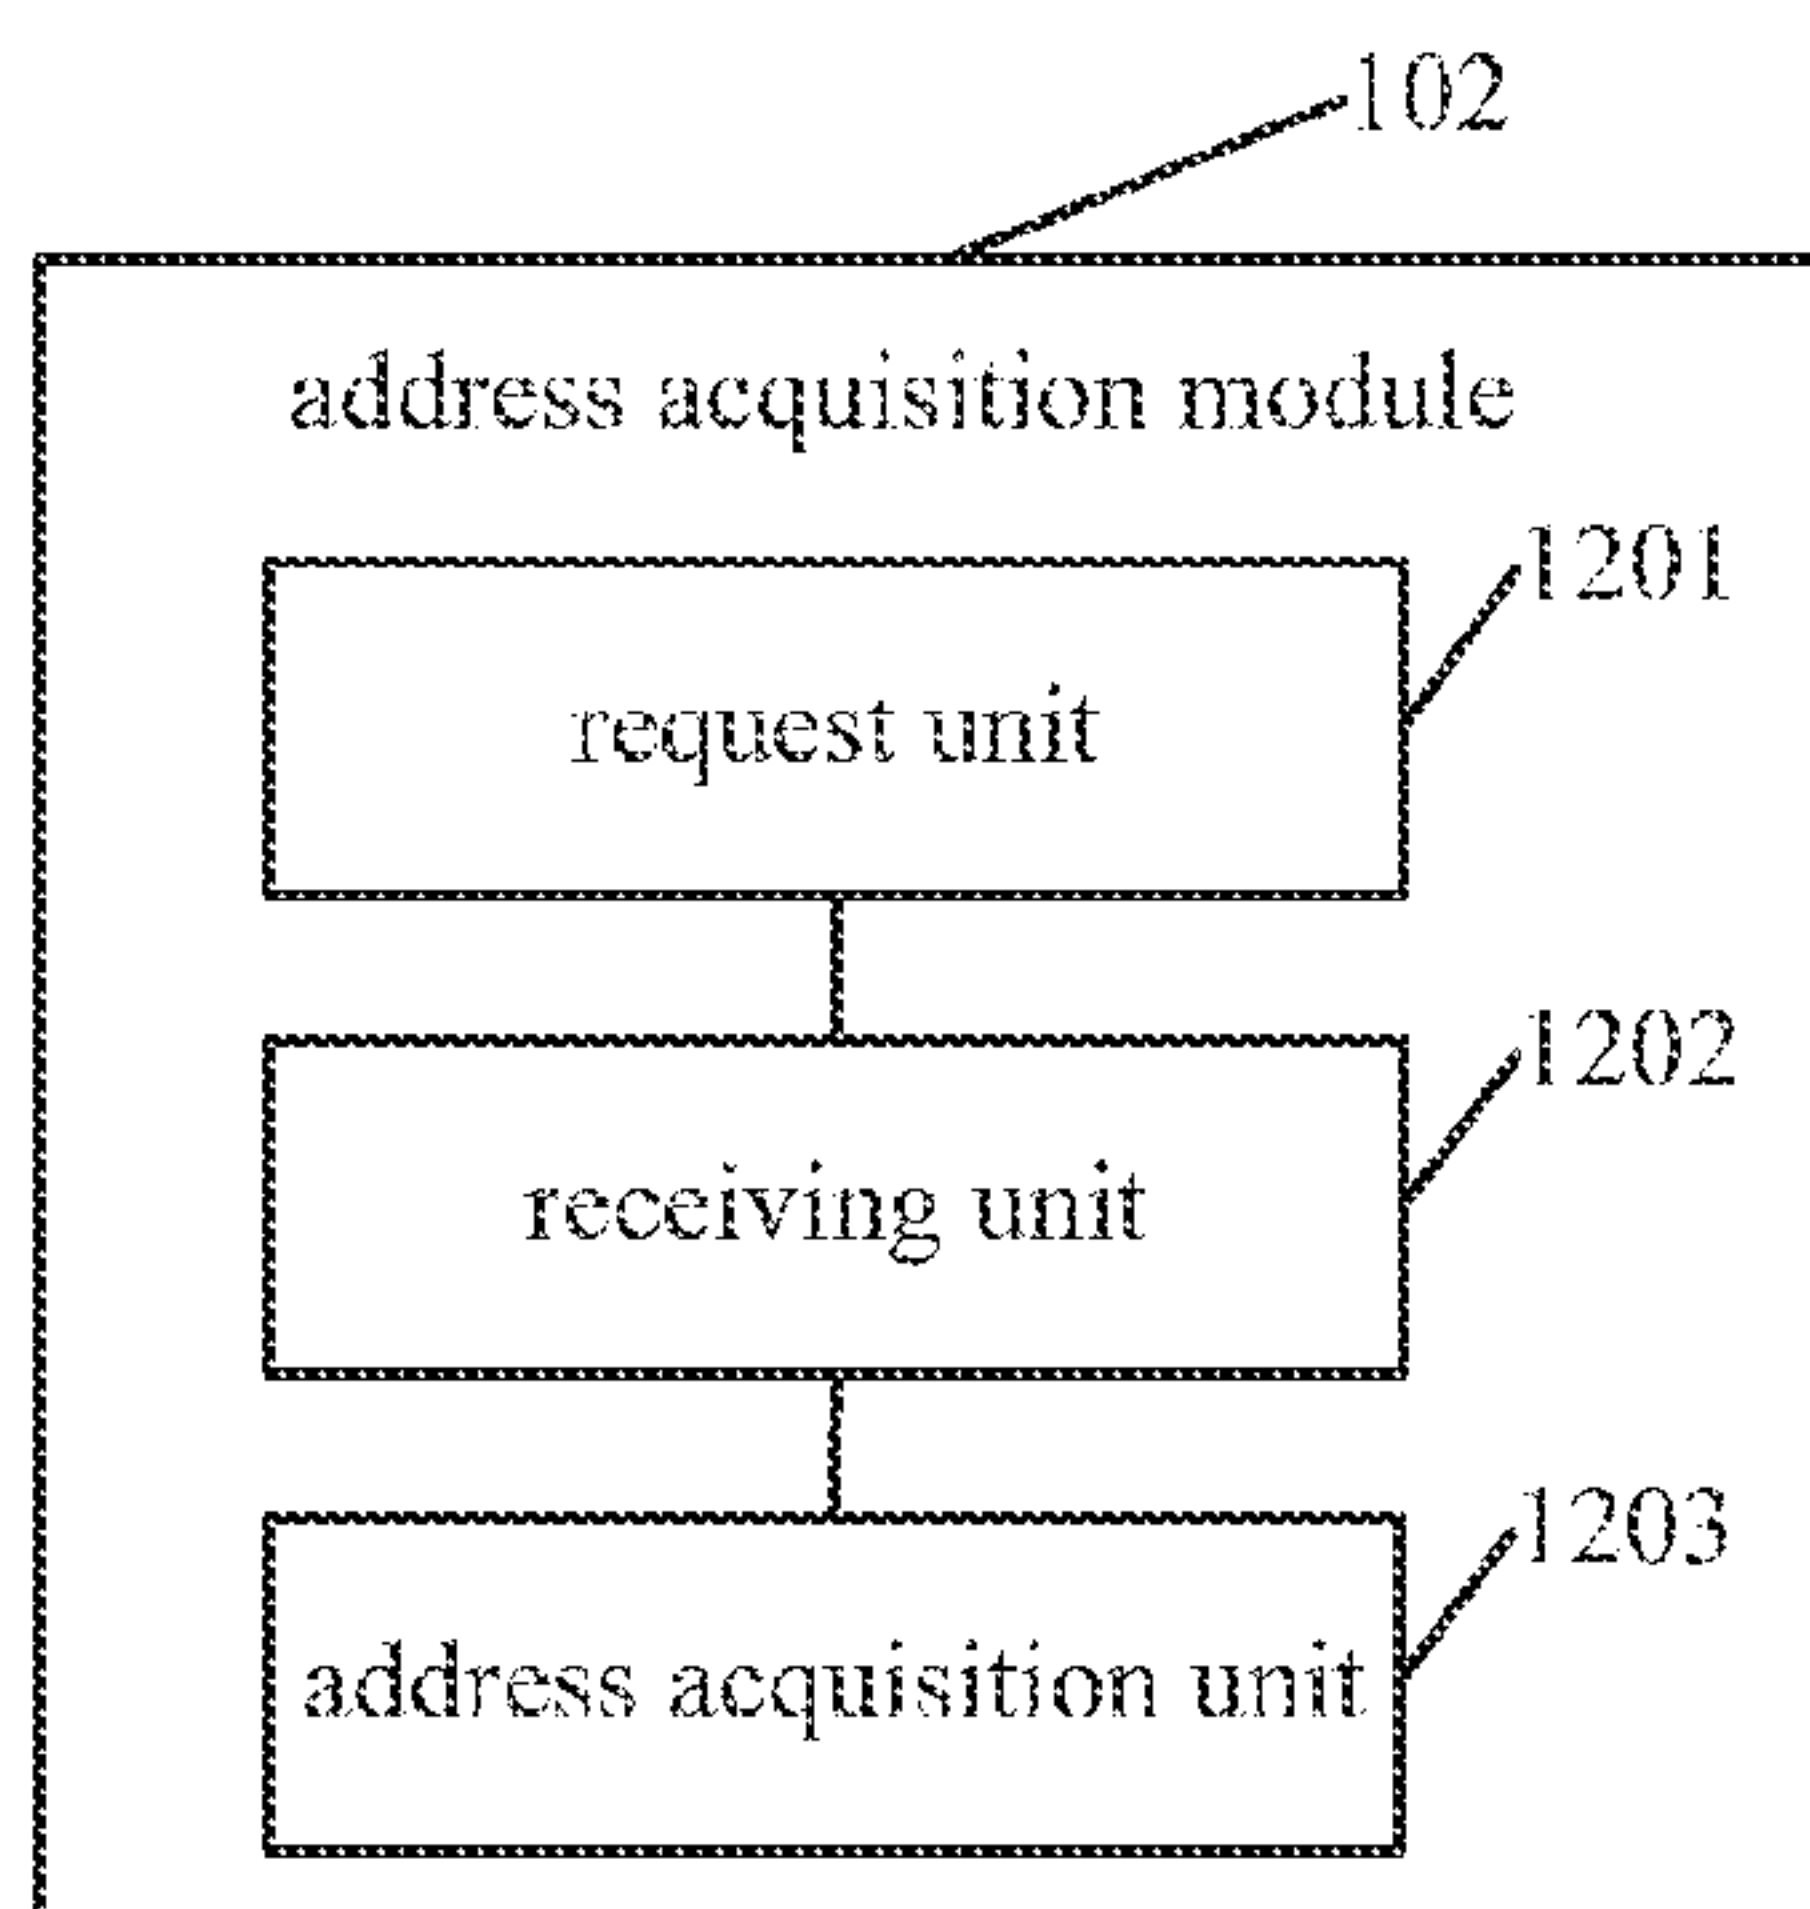 102
address acquisition module
1201
request unit
1202
receiving unit
1203
address acquisition unit